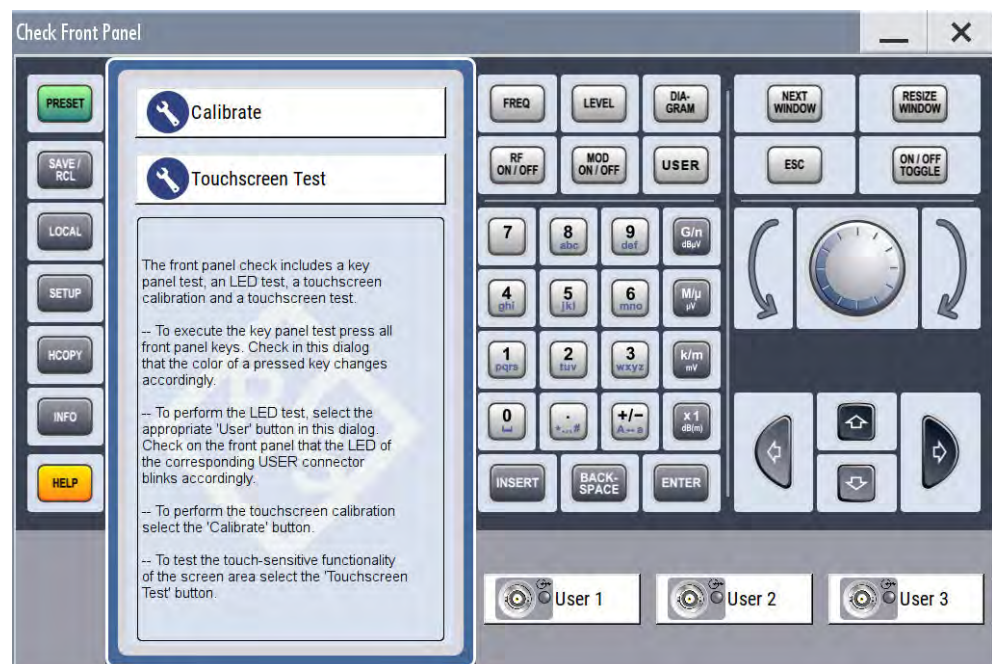 Check Front Panel
PRESET
SAVE /
RCL
LOCAL
SETUP
HCOPY
INFO
HELP
Calibrate
Touchscreen Test
The front panel check includes a key
panel test, an LED test, a touchscreen
calibration and a touchscreen test.
-- To execute the key panel test press all
front panel keys. Check in this dialog
that the color of a pressed key changes
accordingly.
-- To perform the LED test, select the
appropriate 'User' button in this dialog.
Check on the front panel that the LED of
the corresponding USER connector
blinks accordingly.
-- To perform the touchscreen calibration
select the 'Calibrate' button.
-- To test the touch-sensitive functionality
of the screen area select the 'Touchscreen
Test' button.
FREQ
LEVEL
DIA-
GRAM
RF
ON / OFF
MOD
ON / OFF
USER
7
8
abc
9
def
G/n
dBµV
4
ghi
5
jkl
6
mno
M/µ
µV
1
pqrs
2
tuv
3
wxyz
k/m
mV
0
.
*...#
+/−
A↔a
x 1
dB(m)
INSERT
BACK-
SPACE
ENTER
NEXT
WINDOW
RESIZE
WINDOW
ESC
ON / OFF
TOGGLE
User 1
User 2
User 3